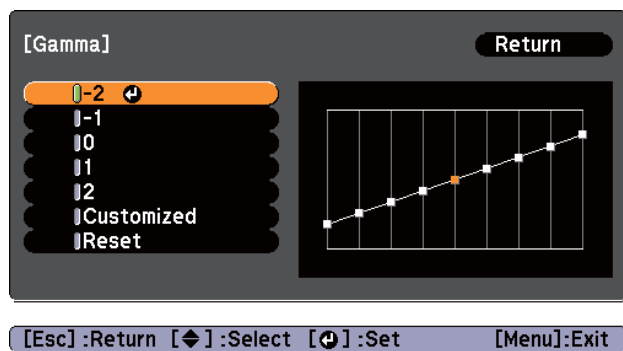 [Gamma]
Return
-2
-1
0
1
2
Customized
Reset
[Esc] :Return [◆] :Select [↵] :Set [Menu]:Exit